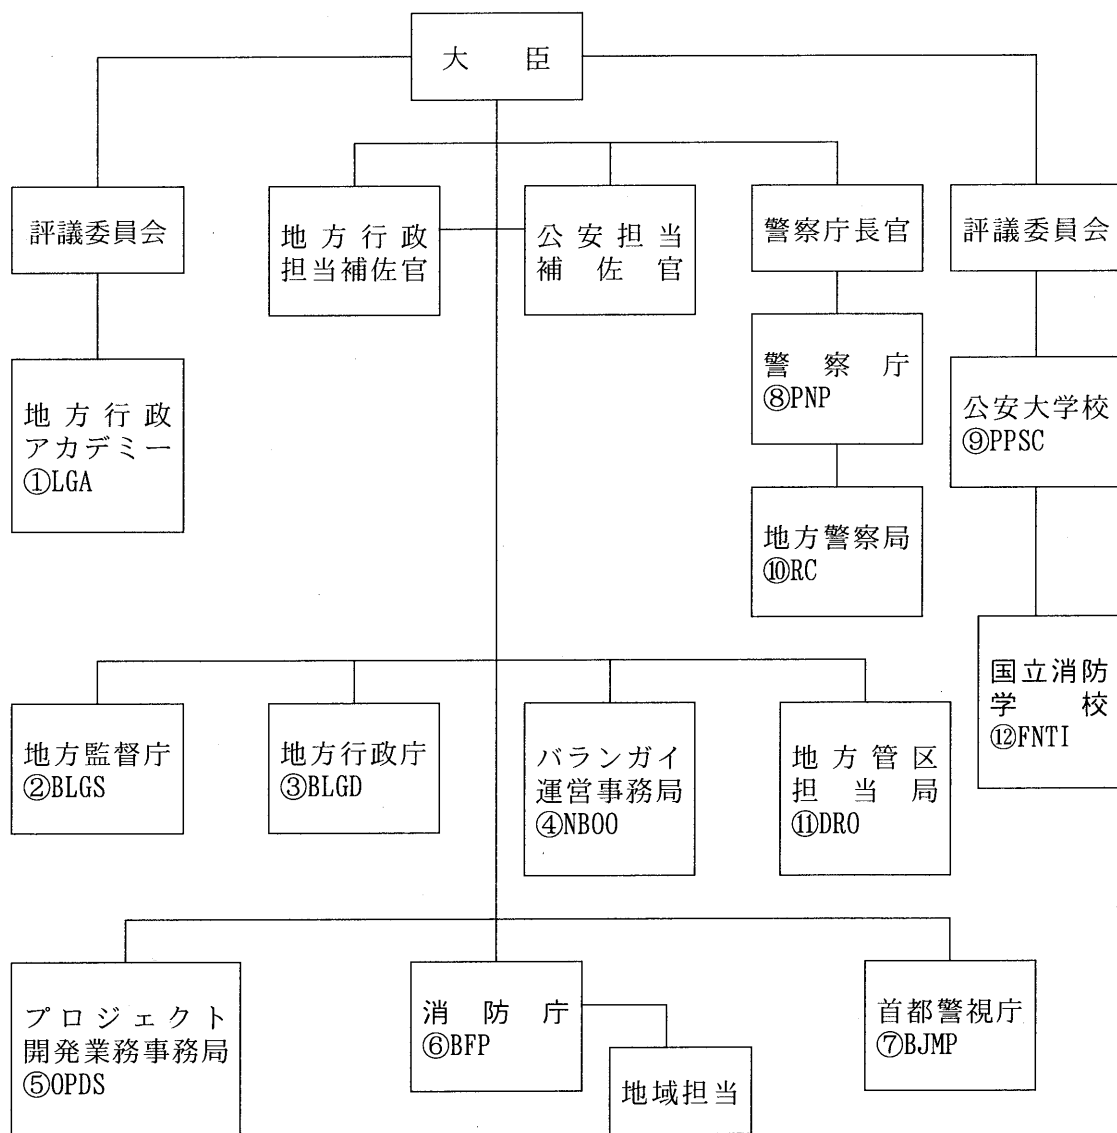 大臣
評議委員会
地方行政
担当補佐官
公安担当
補佐官
警察庁長官
評議委員会
地方行政
アカデミー
①LGA
警察庁
⑧PNP
公安大学校
⑨PPSC
地方警察局
⑩RC
国立消防
学校
⑫FNTI
地方監督庁
②BLGS
地方行政庁
③BLGD
バランガイ
運営事務局
④NBOO
地方管区
担当局
⑪DRO
プロジェクト
開発業務事務局
⑤OPDS
消防庁
⑥BFP
地域担当
首都警視庁
⑦BJMP